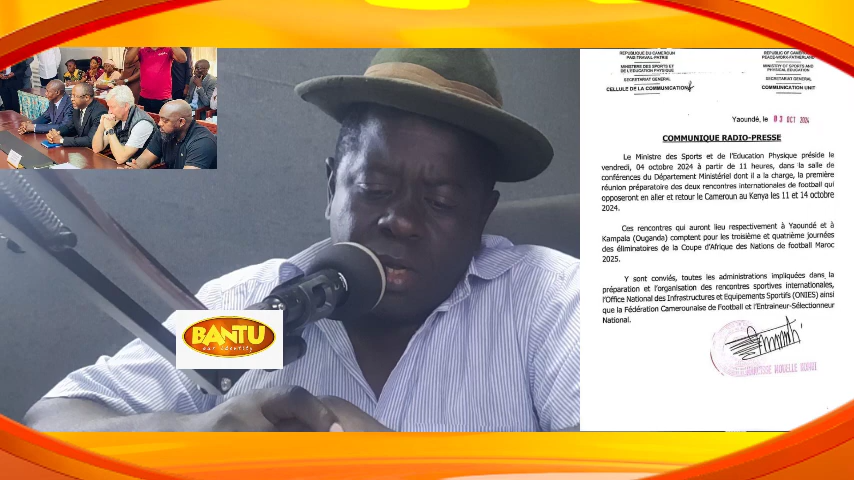 REPUBLIQUE DU CAMEROUN
PAIX-TRAVAIL-PATRIE
MINISTERE DES SPORTS ET
DE L'EDUCATION PHYSIQUE
SECRETARIAT GENERAL
CELLULE DE LA COMMUNICATION
REPUBLIC OF CAMEROON
PEACE-WORK-FATHERLAND
MINISTRY OF SPORTS AND
PHYSICAL EDUCATION
SECRETARY GENERAL
COMMUNICATION UNIT
Yaoundé, le 03 OCT 2024
COMMUNIQUE RADIO-PRESSE
Le Ministre des Sports et de l'Education Physique préside le
vendredi, 04 octobre 2024 à partir de 11 heures, dans la salle de
conférences du Département Ministériel dont il a la charge, la première
réunion préparatoire des deux rencontres internationales de football qui
opposeront en aller et retour le Cameroun au Kenya les 11 et 14 octobre
2024.
Ces rencontres qui auront lieu respectivement à Yaoundé et à
Kampala (Ouganda) comptent pour les troisième et quatrième journées
des éliminatoires de la Coupe d'Afrique des Nations de football Maroc
2025.
Y sont conviés, toutes les administrations impliquées dans la
préparation et l'organisation des rencontres sportives internationales,
l'Office National des Infrastructures et Equipements Sportifs (ONIES) ainsi
que la Fédération Camerounaise de Football et l'Entraineur-Sélectionneur
National.
BANTU
our identity